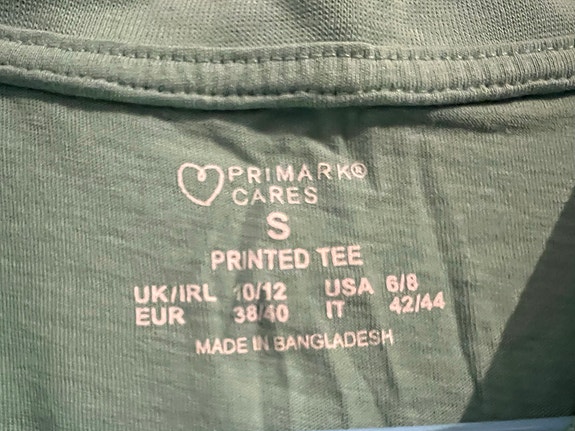 PRIMARK®
CARES
S
PRINTED TEE
UK/IRL 10/12 USA 6/8
EUR 38/40 IT 42/44
MADE IN BANGLADESH